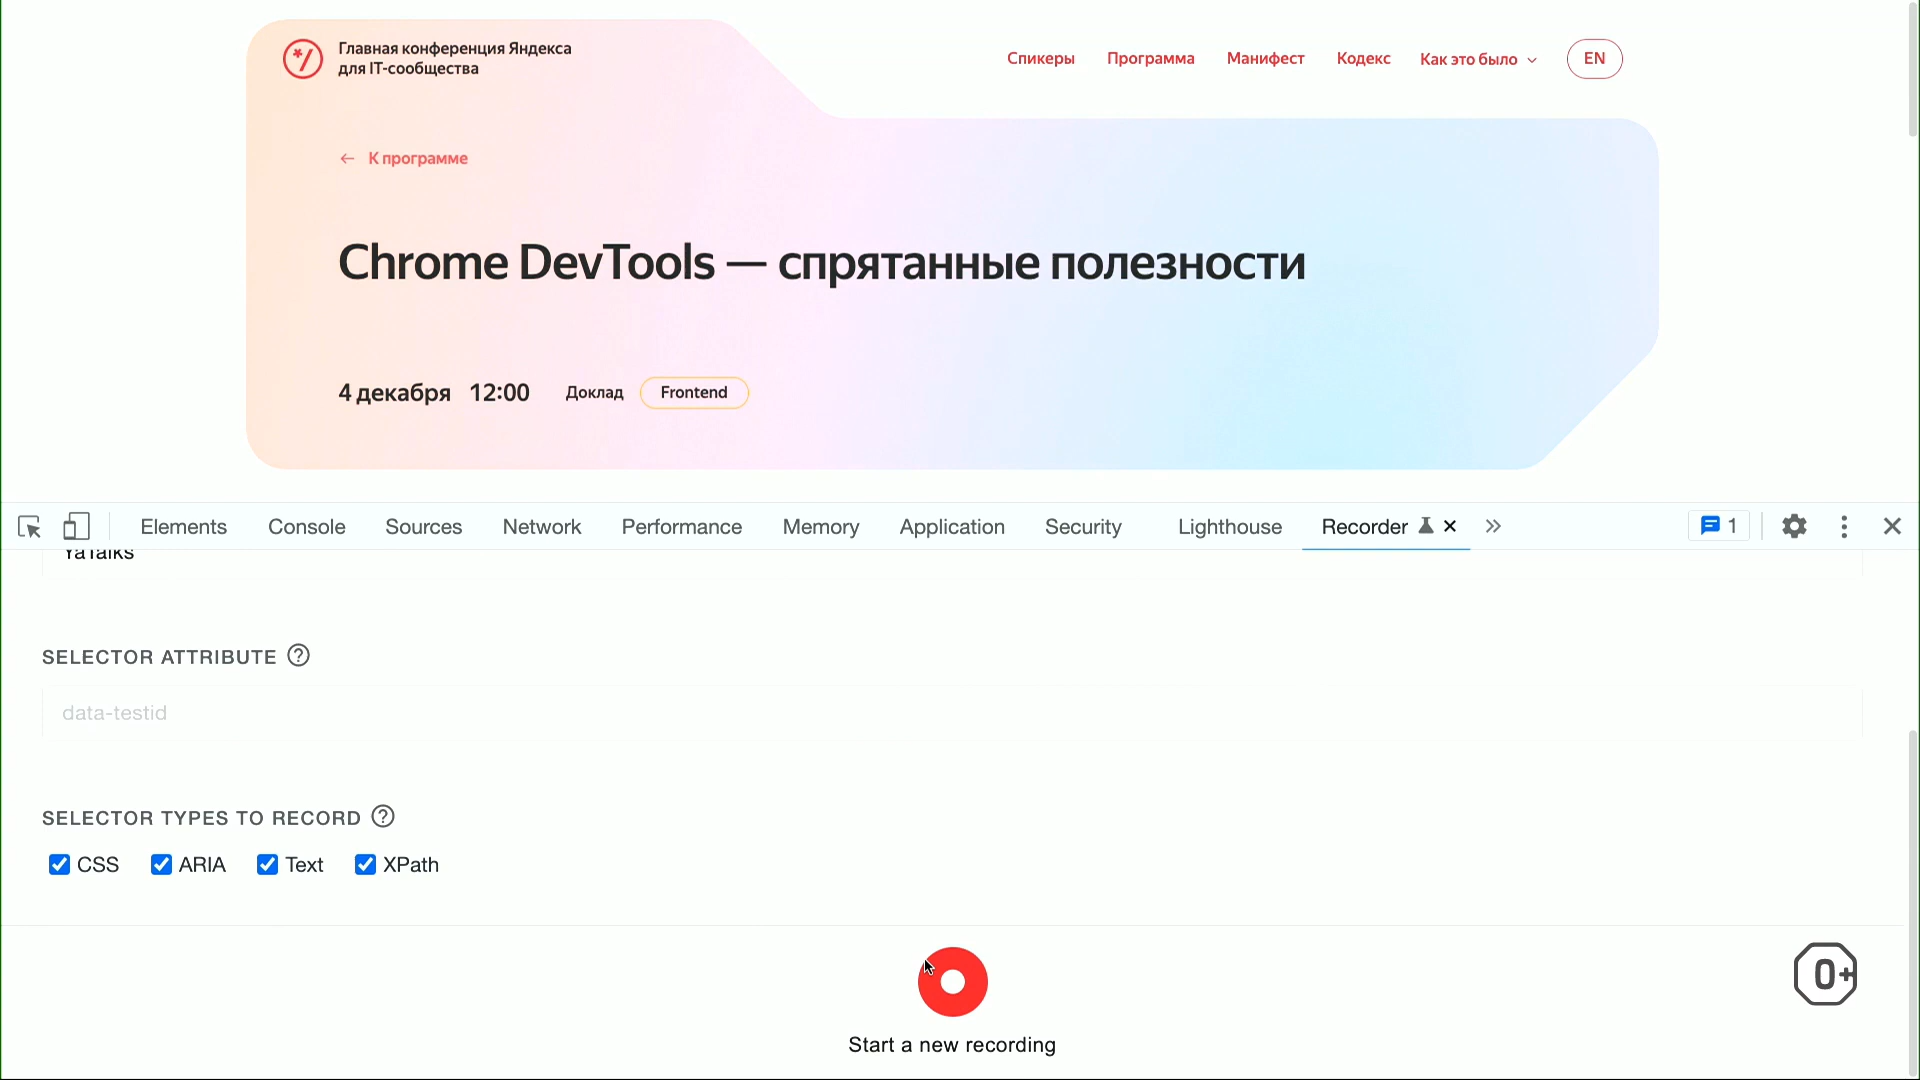 Главная конференция Яндекса
для IT-сообщества
Спикеры
Программа
Манифест
Кодекс
Как это было
EN
← К программе
Chrome DevTools — спрятанные полезности
4 декабря 12:00
Доклад
Frontend
Elements
Console
Sources
Network
Performance
Memory
Application
Security
Lighthouse
Recorder
1
YaTalks
SELECTOR ATTRIBUTE ?
data-testid
SELECTOR TYPES TO RECORD ?
CSS
ARIA
Text
XPath
Start a new recording
0+